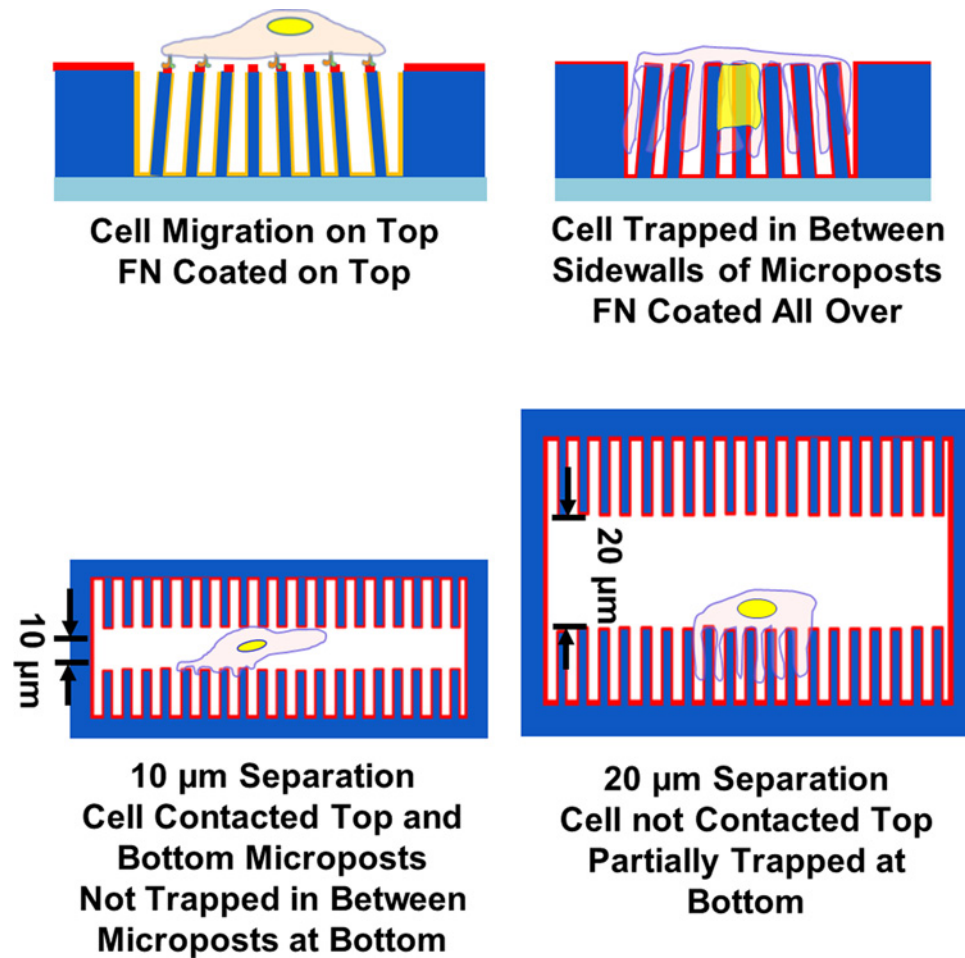 Cell Migration on Top
FN Coated on Top
Cell Trapped in Between
Sidewalls of Microposts
FN Coated All Over
10 µm
10 µm Separation
Cell Contacted Top and
Bottom Microposts
Not Trapped in Between
Microposts at Bottom
20 µm
20 µm Separation
Cell not Contacted Top
Partially Trapped at
Bottom